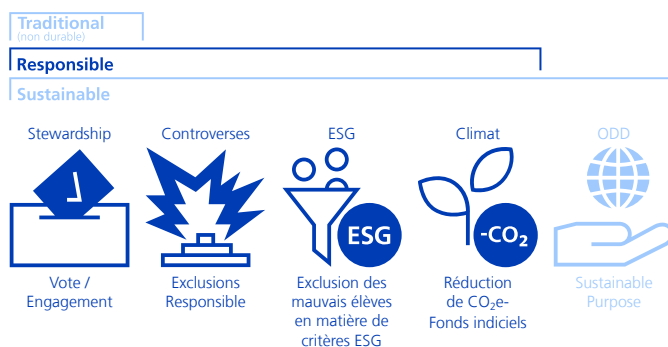 Traditional
(non durable)
Responsible
Sustainable
Stewardship
Controverses
ESG
Climat
ODD
ESG
-CO₂
Vote /
Engagement
Exclusions
Responsible
Exclusion des
mauvais élèves
en matière de
critères ESG
Réduction
de CO₂e-
Fonds indiciels
Sustainable
Purpose